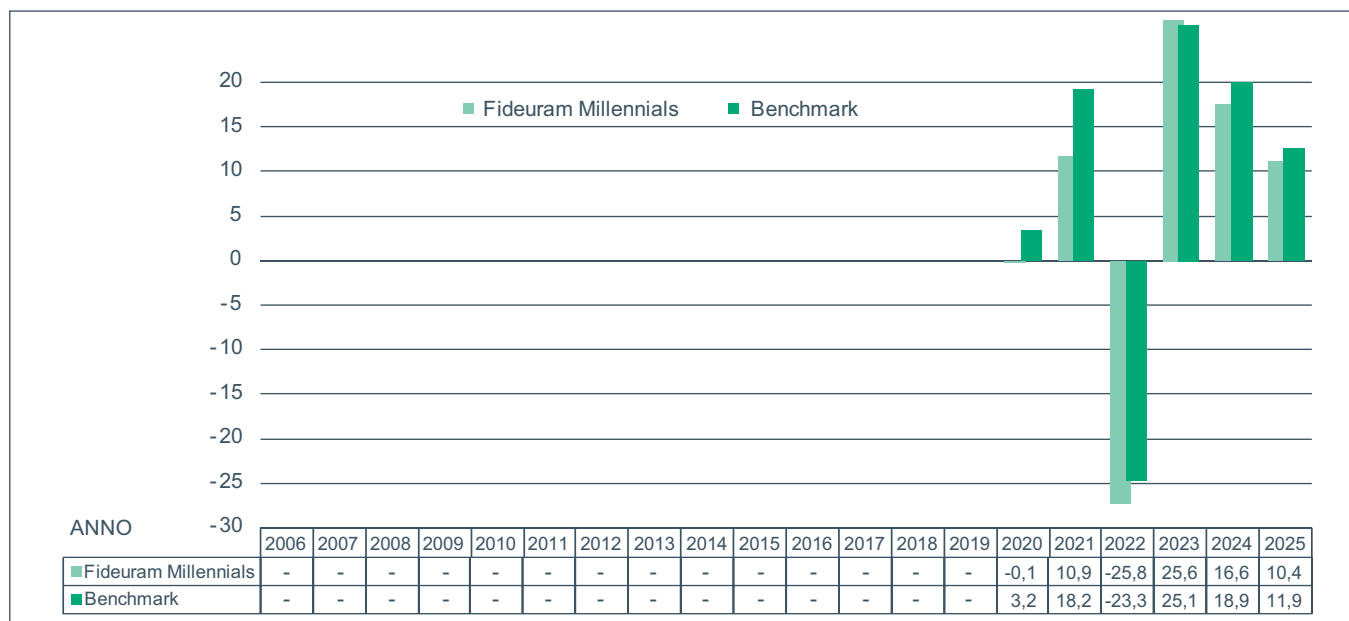 20
Fideuram Millennials Benchmark
15
10
5
0
-5
-10
-15
-20
-25
-30
ANNO
2006 2007 2008 2009 2010 2011 2012 2013 2014 2015 2016 2017 2018 2019 2020 2021 2022 2023 2024 2025
Fideuram Millennials - - - - - - - - - - - - - - -0,1 10,9 -25,8 25,6 16,6 10,4
Benchmark - - - - - - - - - - - - - - 3,2 18,2 -23,3 25,1 18,9 11,9